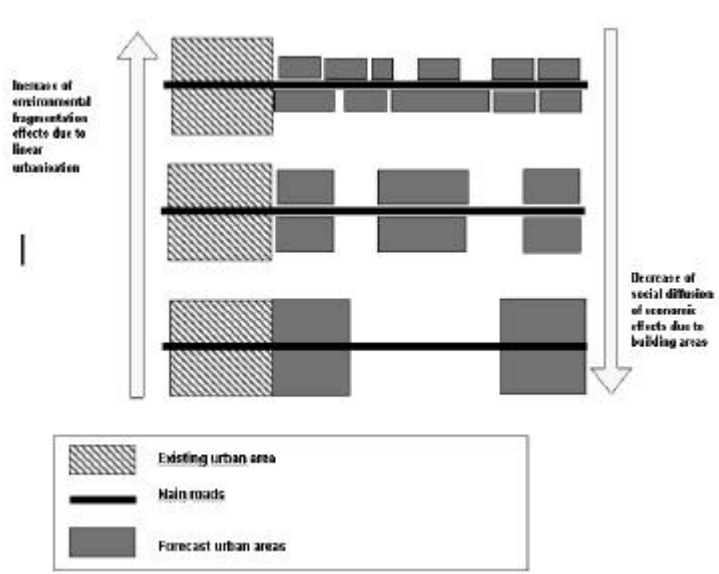 Increase of
environmental
fragmentation
effects due to
linear
urbanisation
Decrease of
social diffusion
of economic
effects due to
building areas
Existing urban area
Main roads
Forecast urban areas